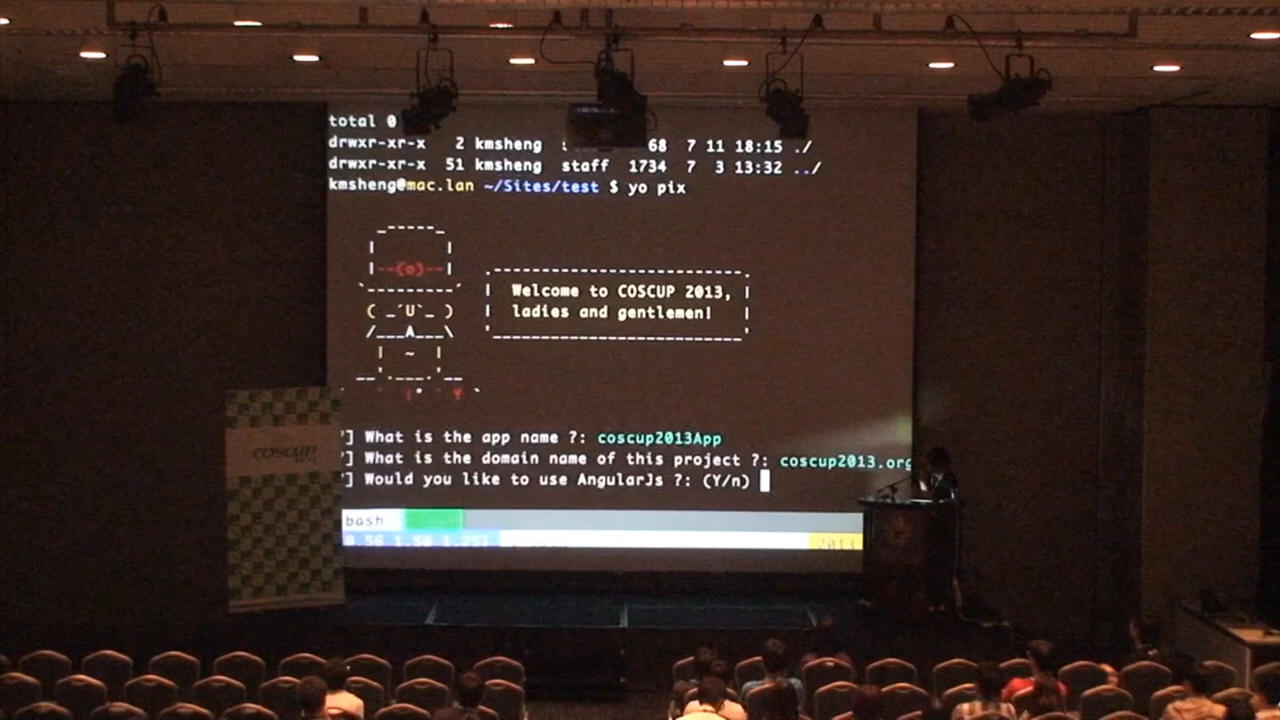 total 0
drwxr-xr-x 2 kmsheng 68 7 11 18:15 ./
drwxr-xr-x 51 kmsheng staff 1734 7 3 13:32 ../
kmsheng@mac.lan ~/Sites/test $ yo pix
Welcome to COSCUP 2013,
ladies and gentlemen!
?] What is the app name ?: coscup2013App
?] What is the domain name of this project ?: coscup2013.org
?] Would you like to use AngularJs ?: (Y/n)
bash
2013
COSCUP